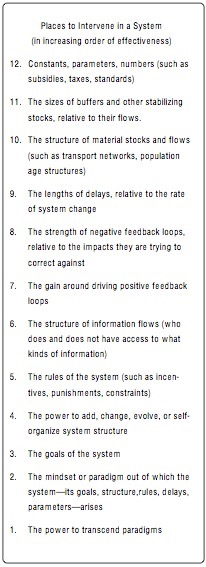 Places to Intervene in a System
(in increasing order of effectiveness)
12. Constants, parameters, numbers (such as
subsidies, taxes, standards)
11. The sizes of buffers and other stabilizing
stocks, relative to their flows.
10. The structure of material stocks and flows
(such as transport networks, population
age structures)
9. The lengths of delays, relative to the rate
of system change
8. The strength of negative feedback loops,
relative to the impacts they are trying to
correct against
7. The gain around driving positive feedback
loops
6. The structure of information flows (who
does and does not have access to what
kinds of information)
5. The rules of the system (such as incen-
tives, punishments, constraints)
4. The power to add, change, evolve, or self-
organize system structure
3. The goals of the system
2. The mindset or paradigm out of which the
system—its goals, structure,rules, delays,
parameters—arises
1. The power to transcend paradigms